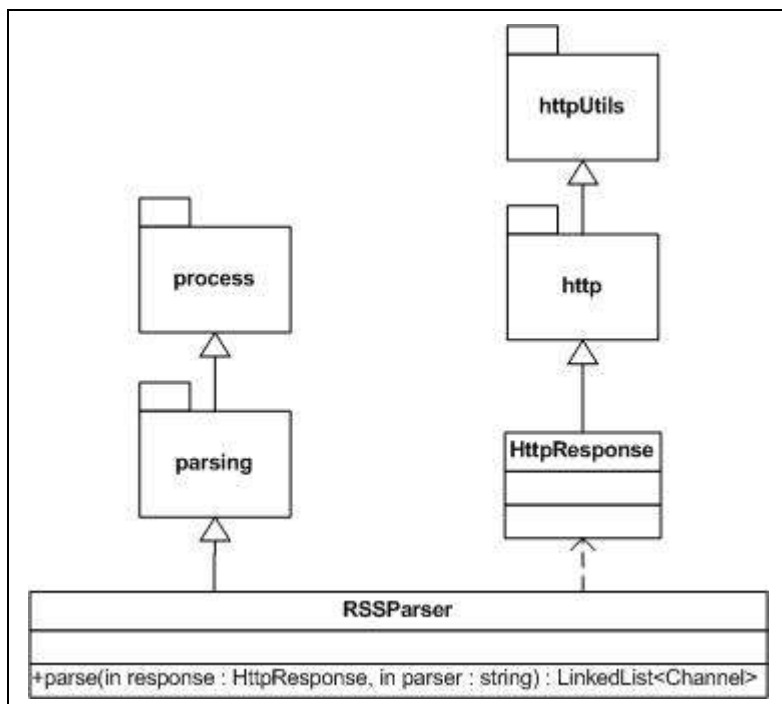 httpUtils
process
http
parsing
HttpResponse
RSSParser
+parse(in response : HttpResponse, in parser : string) : LinkedList<Channel>